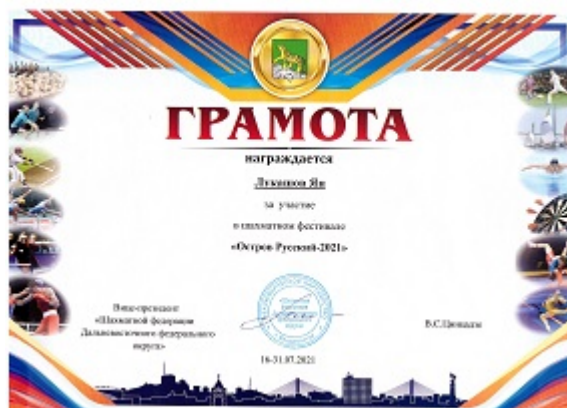 ГРАМОТА
награждается
Лукашов Ян
за участие
в шахматном фестивале
«Остров Русский-2021»
Вице-президент
«Шахматной федерации
Дальневосточного федерального
округа»
16-31.07.2021